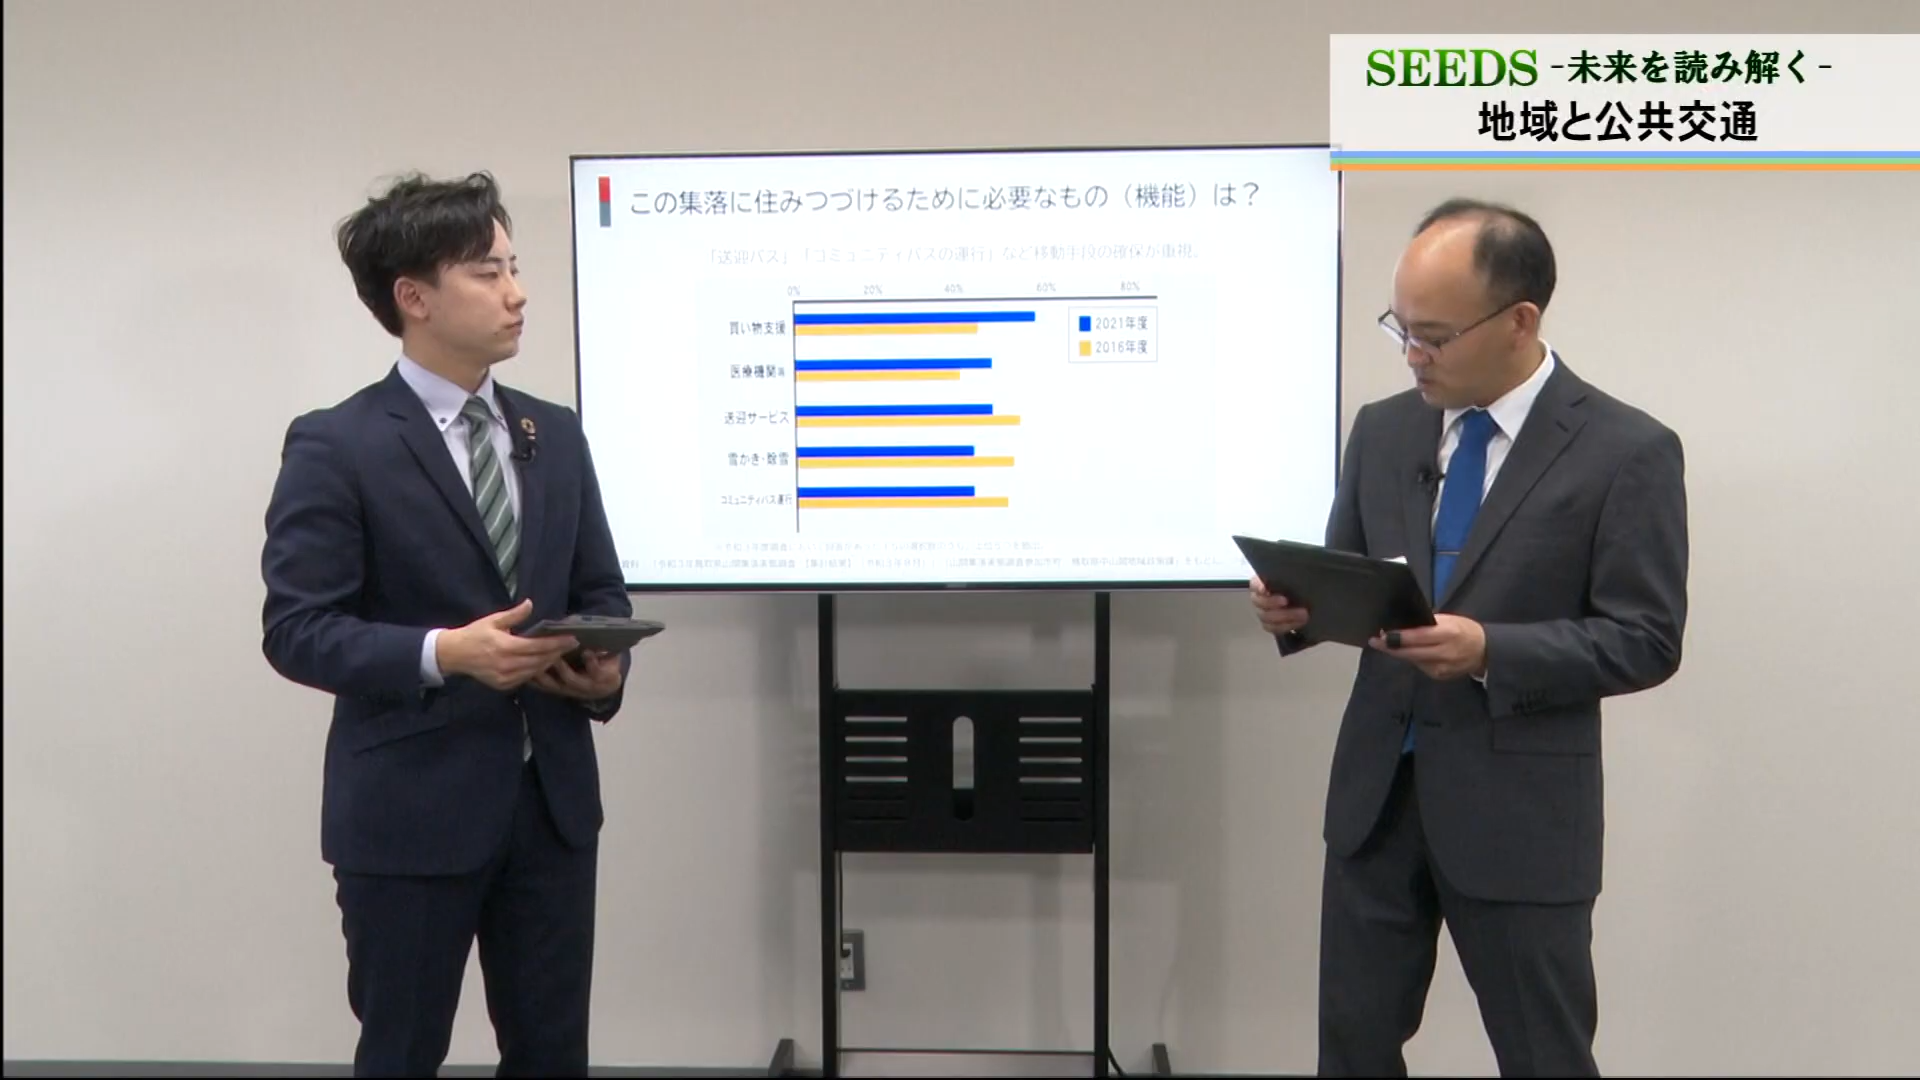 SEEDS -未来を読み解く-
地域と公共交通
この集落に住みつづけるために必要なもの（機能）は？
「送迎バス」「コミュニティバスの運行」など移動手段の確保が重視。
0% 20% 40% 60% 80%
買い物支援
2021年度
2016年度
医療機関
送迎サービス
雪かき・除雪
コミュニティバス運行